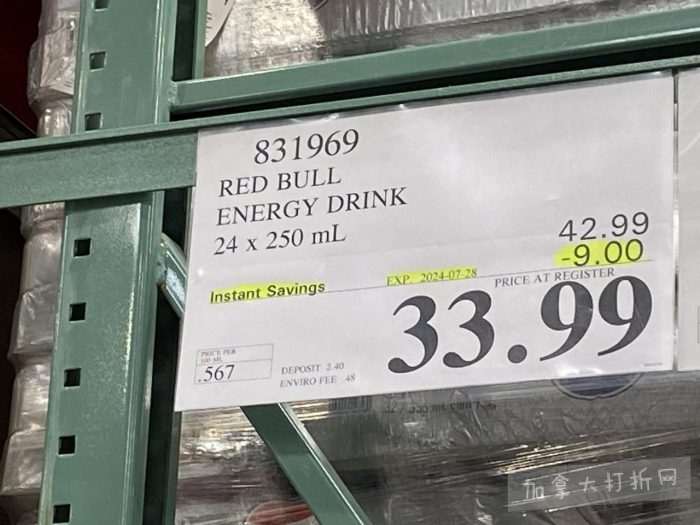 831969
RED BULL
ENERGY DRINK
24 x 250 mL
42.99
-9.00
Instant Savings
EXP. 2024-07-28
PRICE AT REGISTER
33.99
PRICE PER
100 ML
.567
DEPOSIT 2.40
ENVIRO FEE .48
加拿大打折网